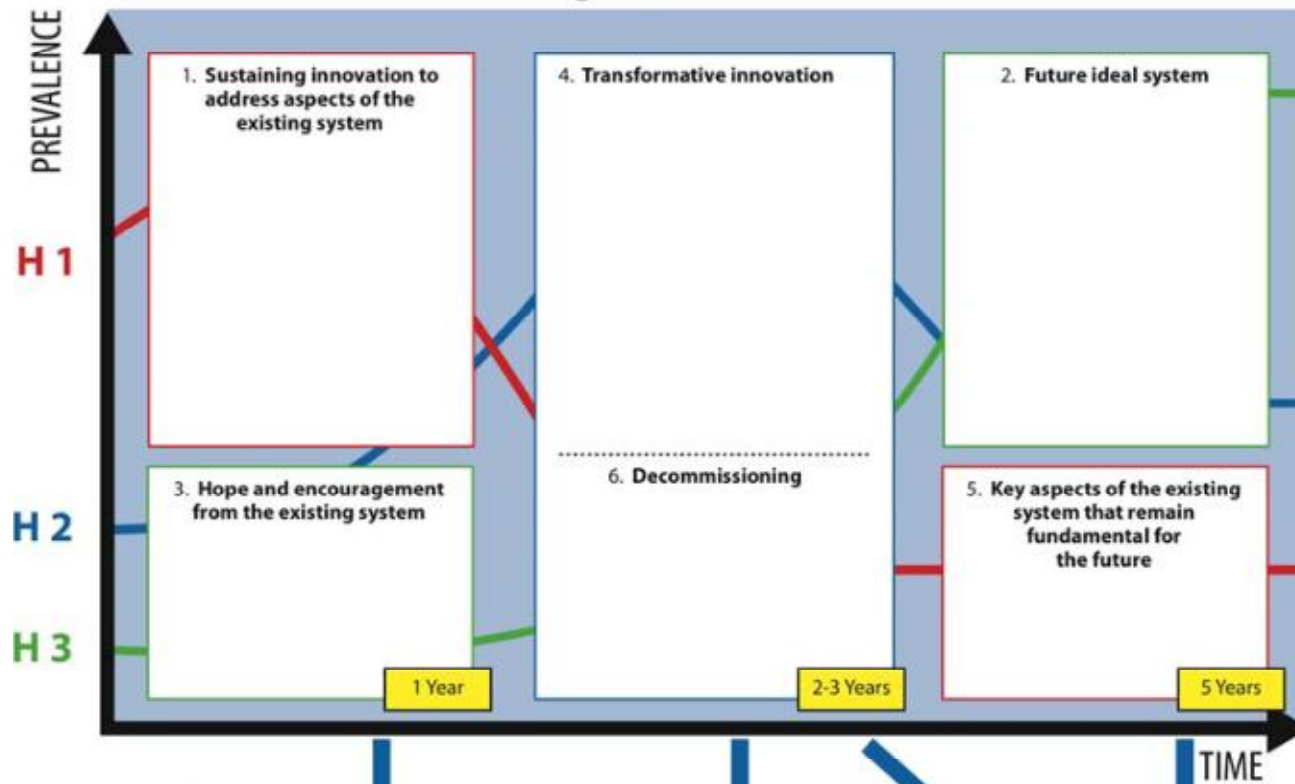 PREVALENCE
H 1
H 2
H 3
1. Sustaining innovation to
address aspects of the
existing system
3. Hope and encouragement
from the existing system
1 Year
4. Transformative innovation
6. Decommissioning
2-3 Years
2. Future ideal system
5. Key aspects of the existing
system that remain
fundamental for
the future
5 Years
TIME